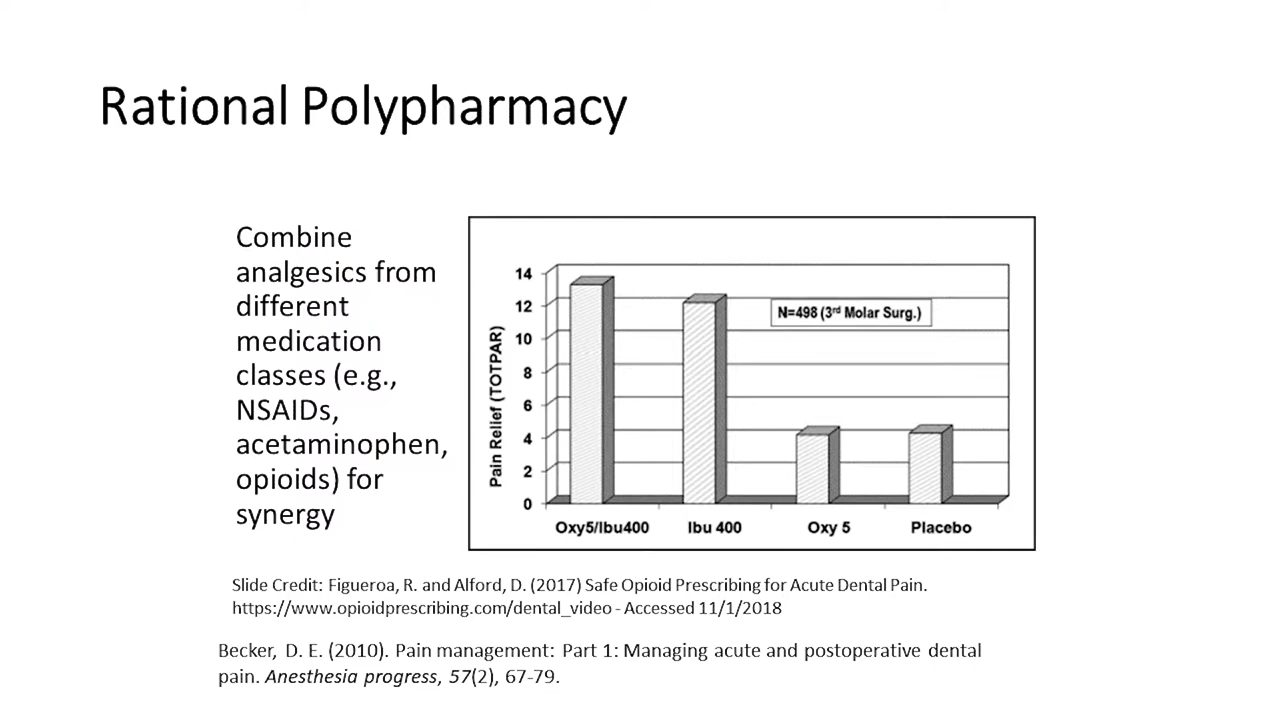 Rational Polypharmacy
Combine
analgesics from
different
medication
classes (e.g.,
NSAIDs,
acetaminophen,
opioids) for
synergy
14
12
10
8
6
4
2
0
Pain Relief (TOTPAR)
N=498 (3rd Molar Surg.)
Oxy5/Ibu400 Ibu 400 Oxy 5 Placebo
Slide Credit: Figueroa, R. and Alford, D. (2017) Safe Opioid Prescribing for Acute Dental Pain.
https://www.opioidprescribing.com/dental_video - Accessed 11/1/2018
Becker, D. E. (2010). Pain management: Part 1: Managing acute and postoperative dental
pain. Anesthesia progress, 57(2), 67-79.